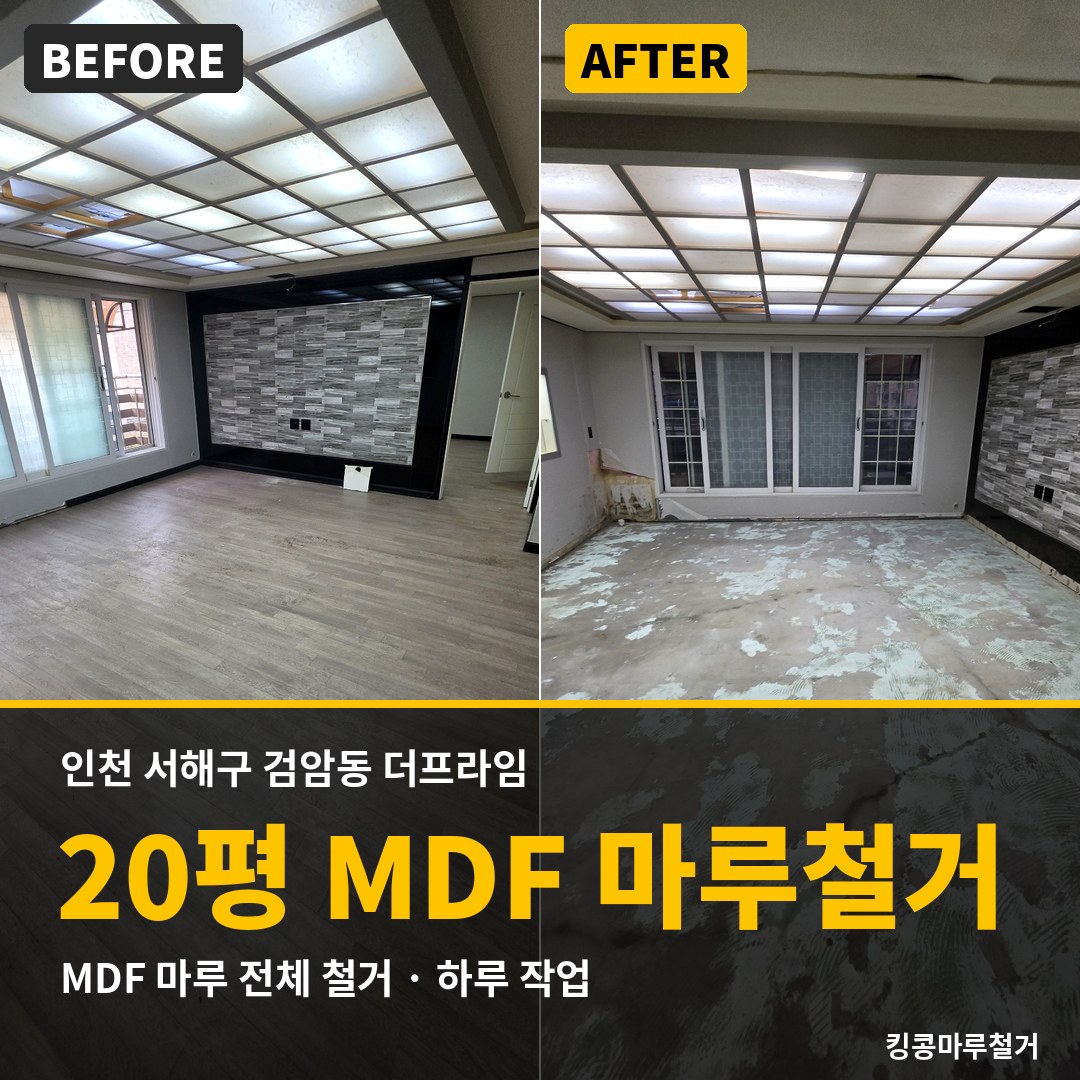 BEFORE
AFTER
인천 서해구 검암동 더프라임
20평 MDF 마루철거
MDF 마루 전체 철거 · 하루 작업
킹콩마루철거